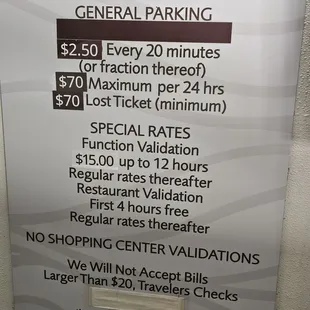 GENERAL PARKING
$2.50 Every 20 minutes
(or fraction thereof)
$70 Maximum per 24 hrs
$70 Lost Ticket (minimum)
SPECIAL RATES
Function Validation
$15.00 up to 12 hours
Regular rates thereafter
Restaurant Validation
First 4 hours free
Regular rates thereafter
NO SHOPPING CENTER VALIDATIONS
We Will Not Accept Bills
Larger Than $20, Travelers Checks